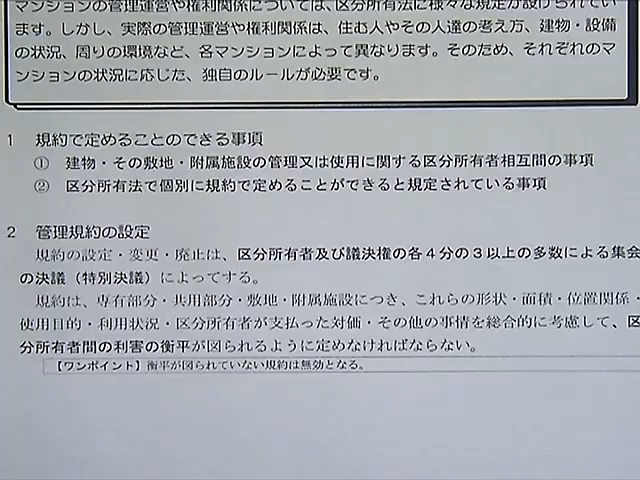 マンションの管理運営や権利関係については、区分所有法に様々な規定が設けられてい
ます。しかし、実際の管理運営や権利関係は、住む人やその人達の考え方、建物・設備
の状況、周りの環境など、各マンションによって異なります。そのため、それぞれのマ
ンションの状況に応じた、独自のルールが必要です。
1 規約で定めることのできる事項
① 建物・その敷地・附属施設の管理又は使用に関する区分所有者相互間の事項
② 区分所有法で個別に規約で定めることができると規定されている事項
2 管理規約の設定
規約の設定・変更・廃止は、区分所有者及び議決権の各4分の3以上の多数による集会
の決議（特別決議）によってする。
規約は、専有部分・共用部分・敷地・附属施設につき、これらの形状・面積・位置関係・
使用目的・利用状況・区分所有者が支払った対価・その他の事情を総合的に考慮して、区
分所有者間の利害の衡平が図られるように定めなければならない。
【ワンポイント】衡平が図られていない規約は無効となる。